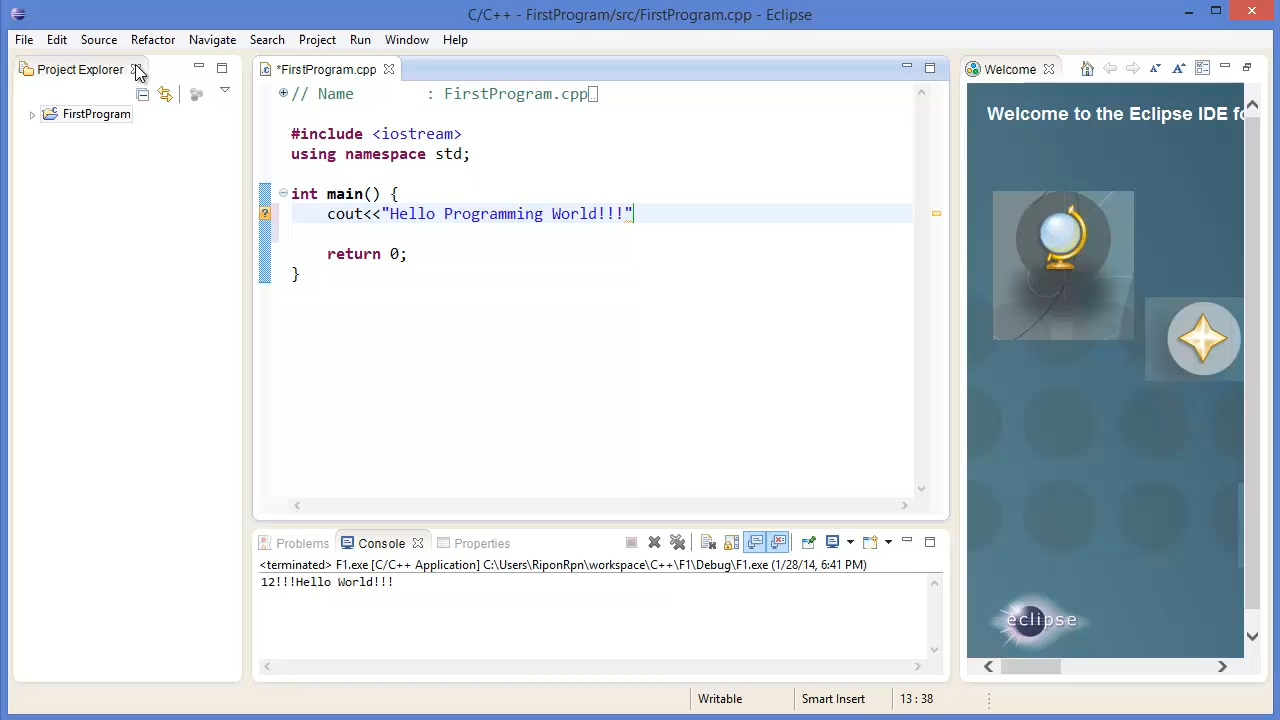 C/C++ - FirstProgram/src/FirstProgram.cpp - Eclipse
File Edit Source Refactor Navigate Search Project Run Window Help
Project Explorer
FirstProgram
*FirstProgram.cpp
// Name : FirstProgram.cpp
#include <iostream>
using namespace std;
int main() {
cout<<"Hello Programming World!!!"
return 0;
}
Problems Console Properties
<terminated> F1.exe [C/C++ Application] C:\Users\RiponRpn\workspace\C++\F1\Debug\F1.exe (1/28/14, 6:41 PM)
12!!!Hello World!!!
Welcome
Welcome to the Eclipse IDE fo
eclipse
Writable Smart Insert 13 : 38